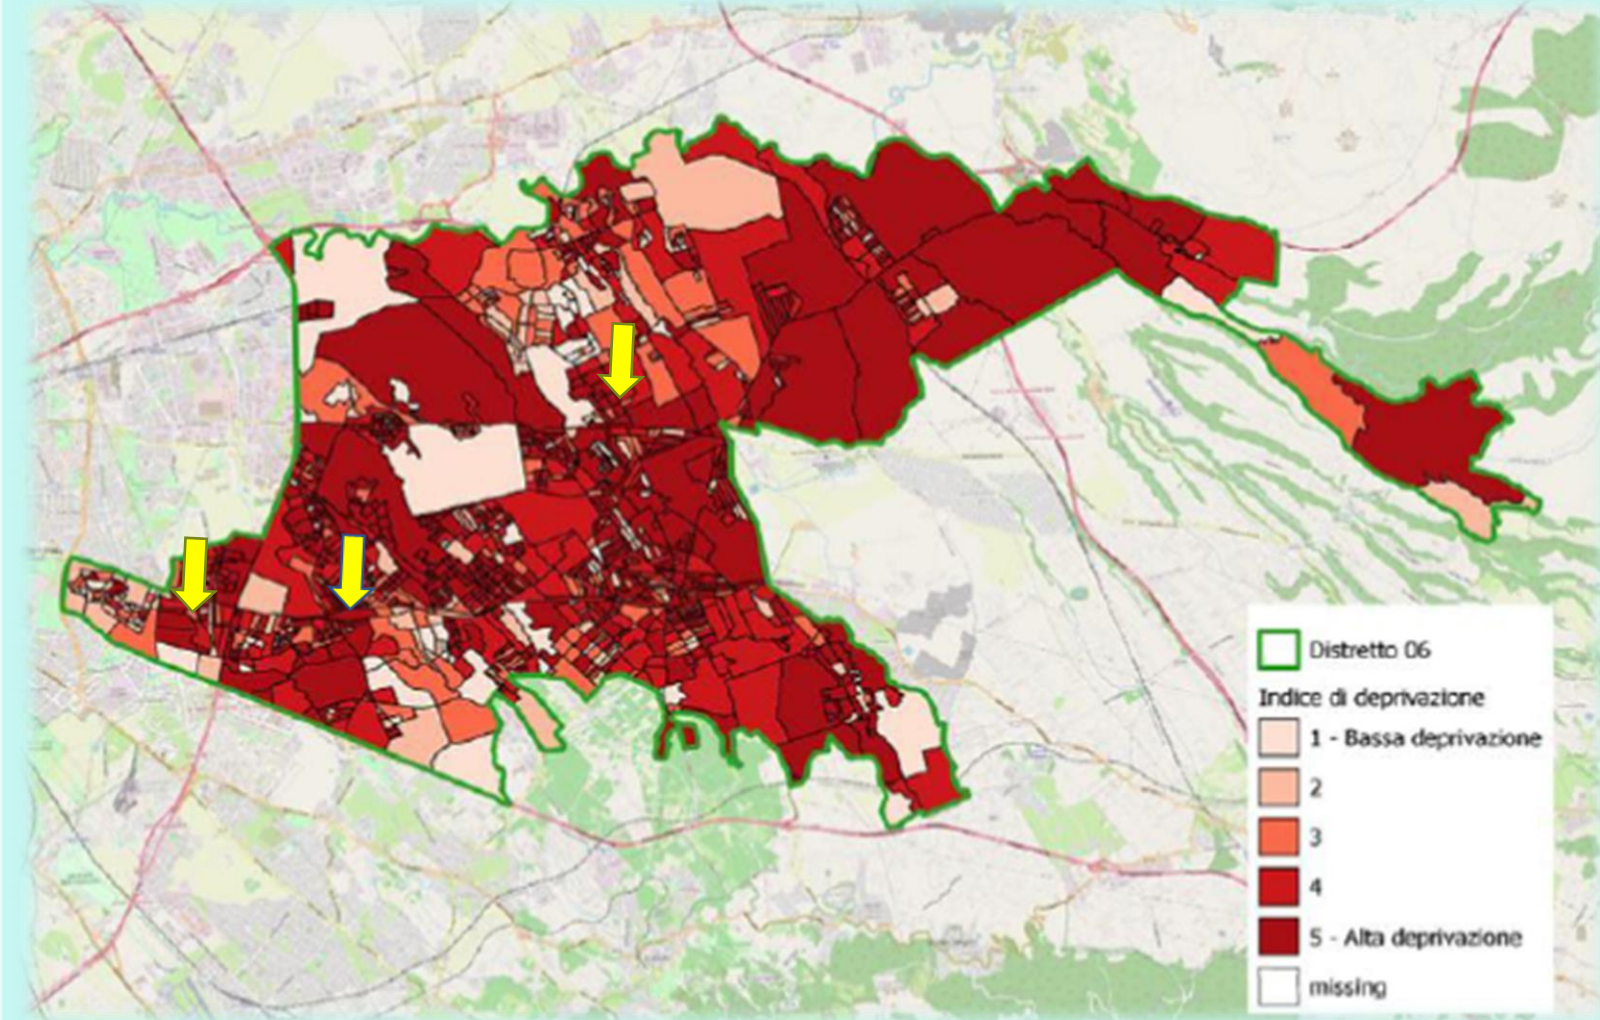 Distretto 06
Indice di deprivazione
1 - Bassa deprivazione
2
3
4
5 - Alta deprivazione
missing